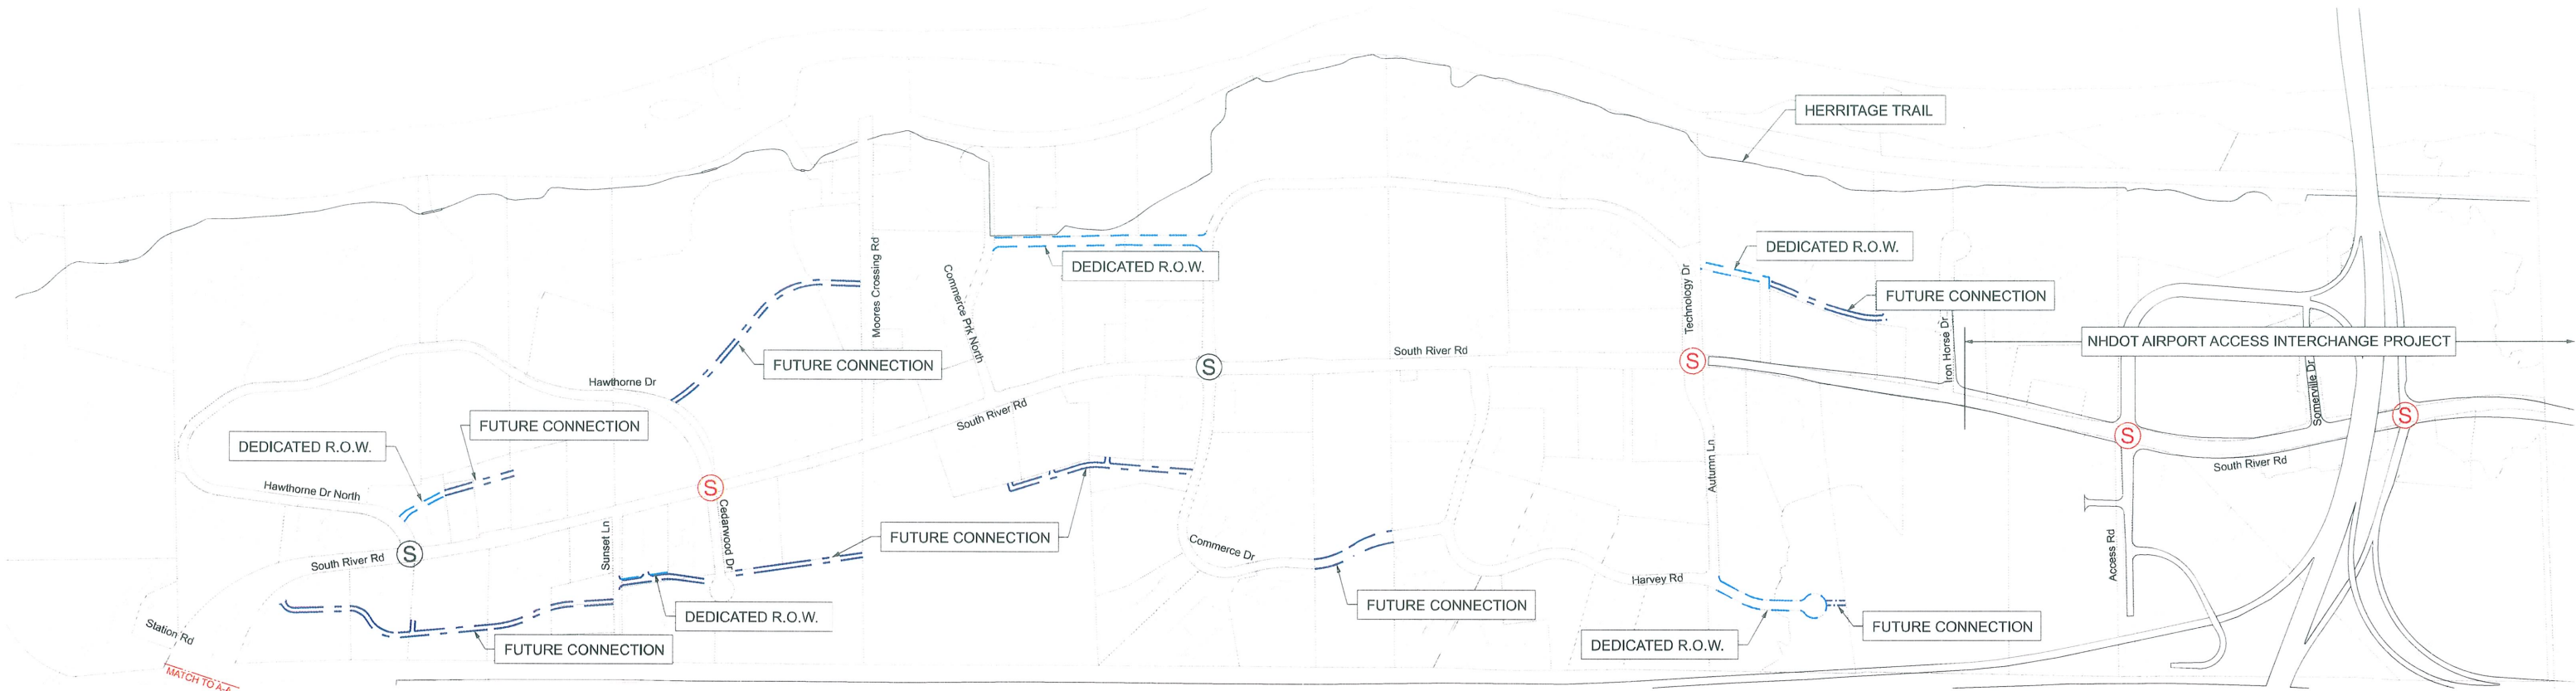 HERRITAGE TRAIL
DEDICATED R.O.W.
DEDICATED R.O.W.
FUTURE CONNECTION
Moores Crossing Rd
Commerce Prk North
Technology Dr
Iron Horse Dr
NHDOT AIRPORT ACCESS INTERCHANGE PROJECT
FUTURE CONNECTION
South River Rd
S
S
Hawthorne Dr
South River Rd
Somerville Dr
S
S
South River Rd
FUTURE CONNECTION
DEDICATED R.O.W.
Hawthorne Dr North
S
Cedarwood Dr
Autumn Ln
Sunset Ln
FUTURE CONNECTION
Commerce Dr
Access Rd
South River Rd
S
Harvey Rd
FUTURE CONNECTION
DEDICATED R.O.W.
FUTURE CONNECTION
Station Rd
FUTURE CONNECTION
DEDICATED R.O.W.
MATCH TO A-A